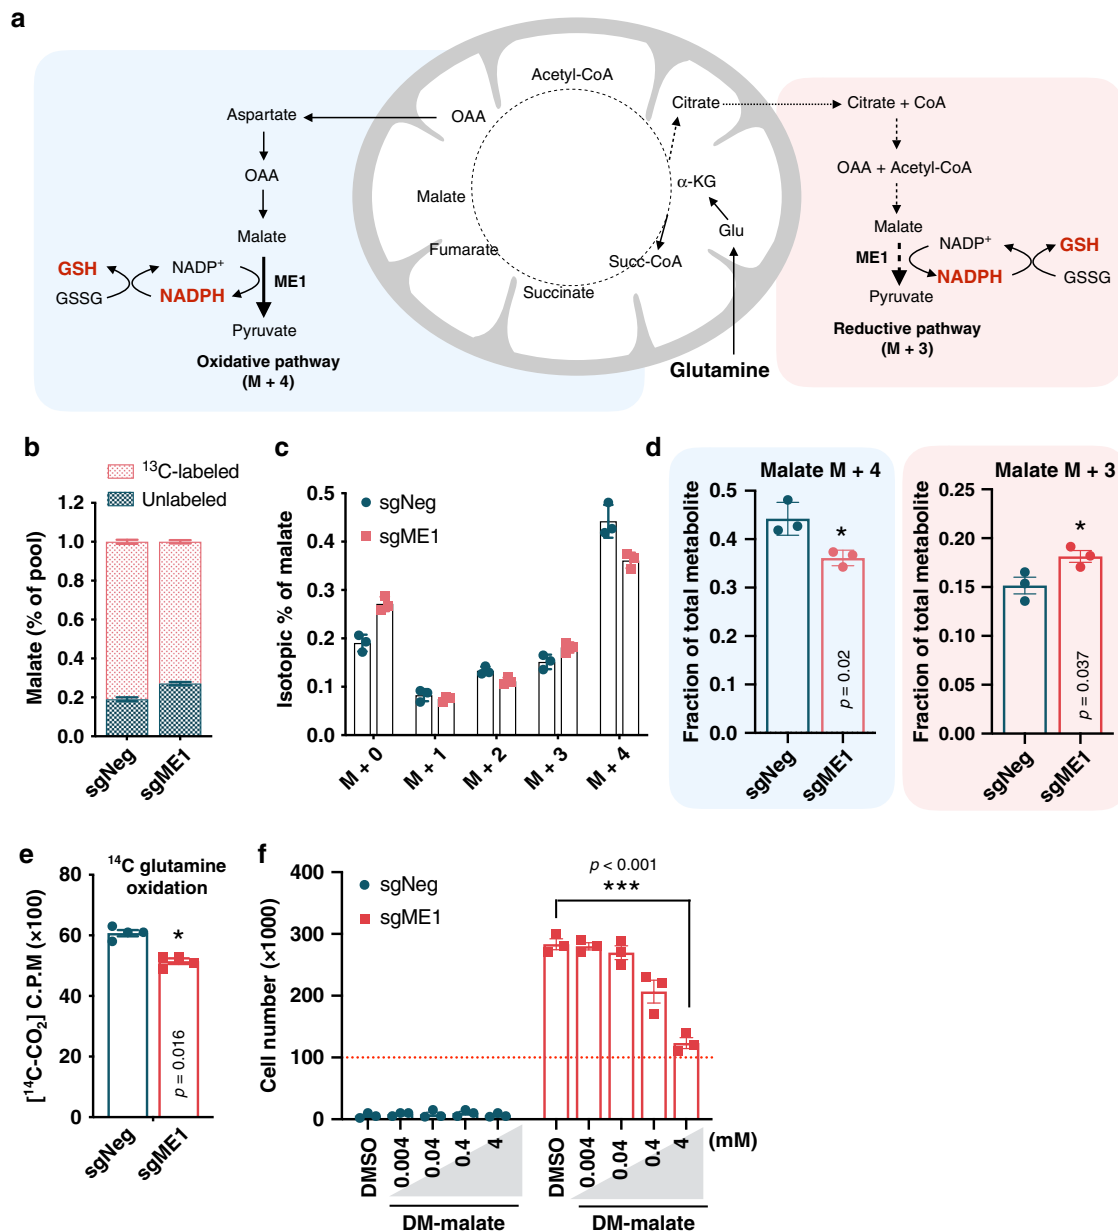 a
Acetyl-CoA
Aspartate
OAA
Citrate
Citrate + CoA
OAA
OAA + Acetyl-CoA
Malate
α-KG
Malate
Malate
Glu
Fumarate
Succ-CoA
Succinate
GSH
NADP⁺
ME1
GSSG
NADPH
Pyruvate
Oxidative pathway
(M + 4)
ME1
NADP⁺
GSH
NADPH
GSSG
Pyruvate
Reductive pathway
(M + 3)
Glutamine
b
¹³C-labeled
Unlabeled
Malate (% of pool)
1.2
1.0
0.8
0.6
0.4
0.2
0.0
sgNeg
sgME1
c
sgNeg
sgME1
Isotopic % of malate
0.5
0.4
0.3
0.2
0.1
0.0
M + 0
M + 1
M + 2
M + 3
M + 4
d
Malate M + 4
Fraction of total metabolite
0.5
0.4
0.3
0.2
0.1
0.0
*
p = 0.02
sgNeg
sgME1
Malate M + 3
Fraction of total metabolite
0.25
0.20
0.15
0.10
0.05
0.00
*
p = 0.037
sgNeg
sgME1
e
¹⁴C glutamine
oxidation
[¹⁴C-CO₂] C.P.M (×100)
80
60
40
20
0
*
p = 0.016
sgNeg
sgME1
f
sgNeg
sgME1
p < 0.001
***
Cell number (×1000)
400
300
200
100
0
DMSO
0.004
0.04
0.4
4
DM-malate
DMSO
0.004
0.04
0.4
4
(mM)
DM-malate